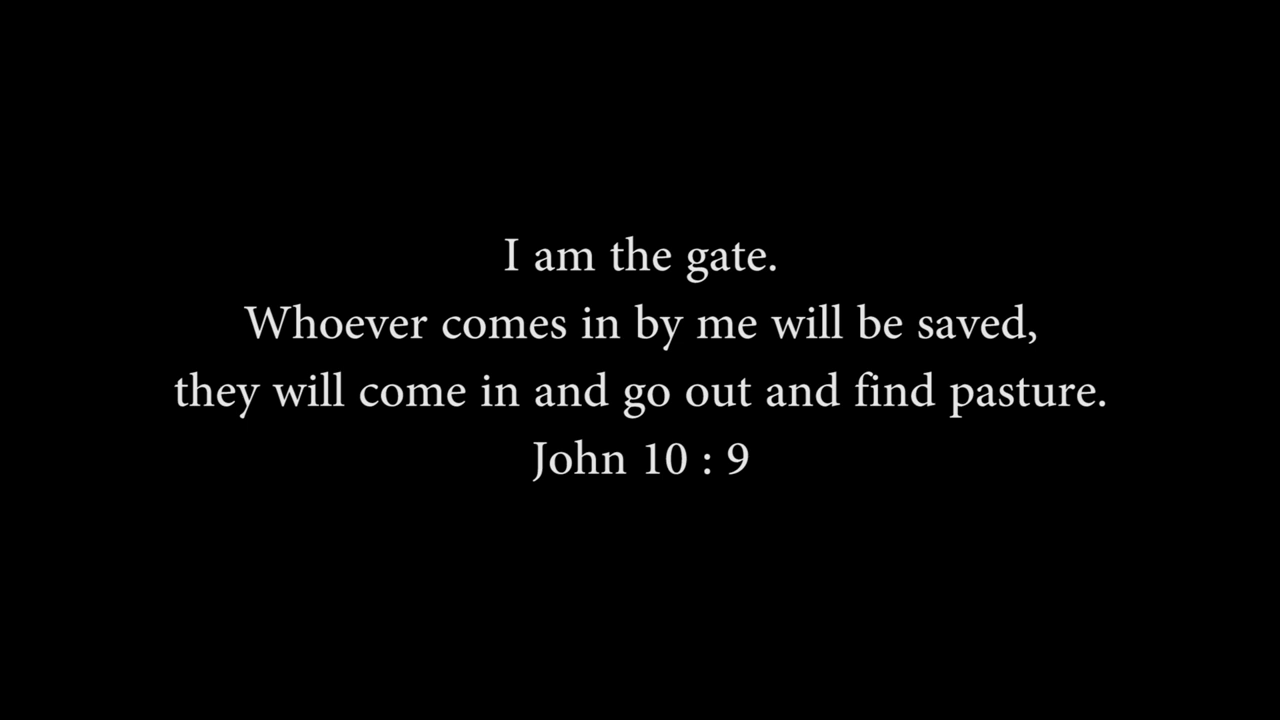 I am the gate.
Whoever comes in by me will be saved,
they will come in and go out and find pasture.
John 10 : 9